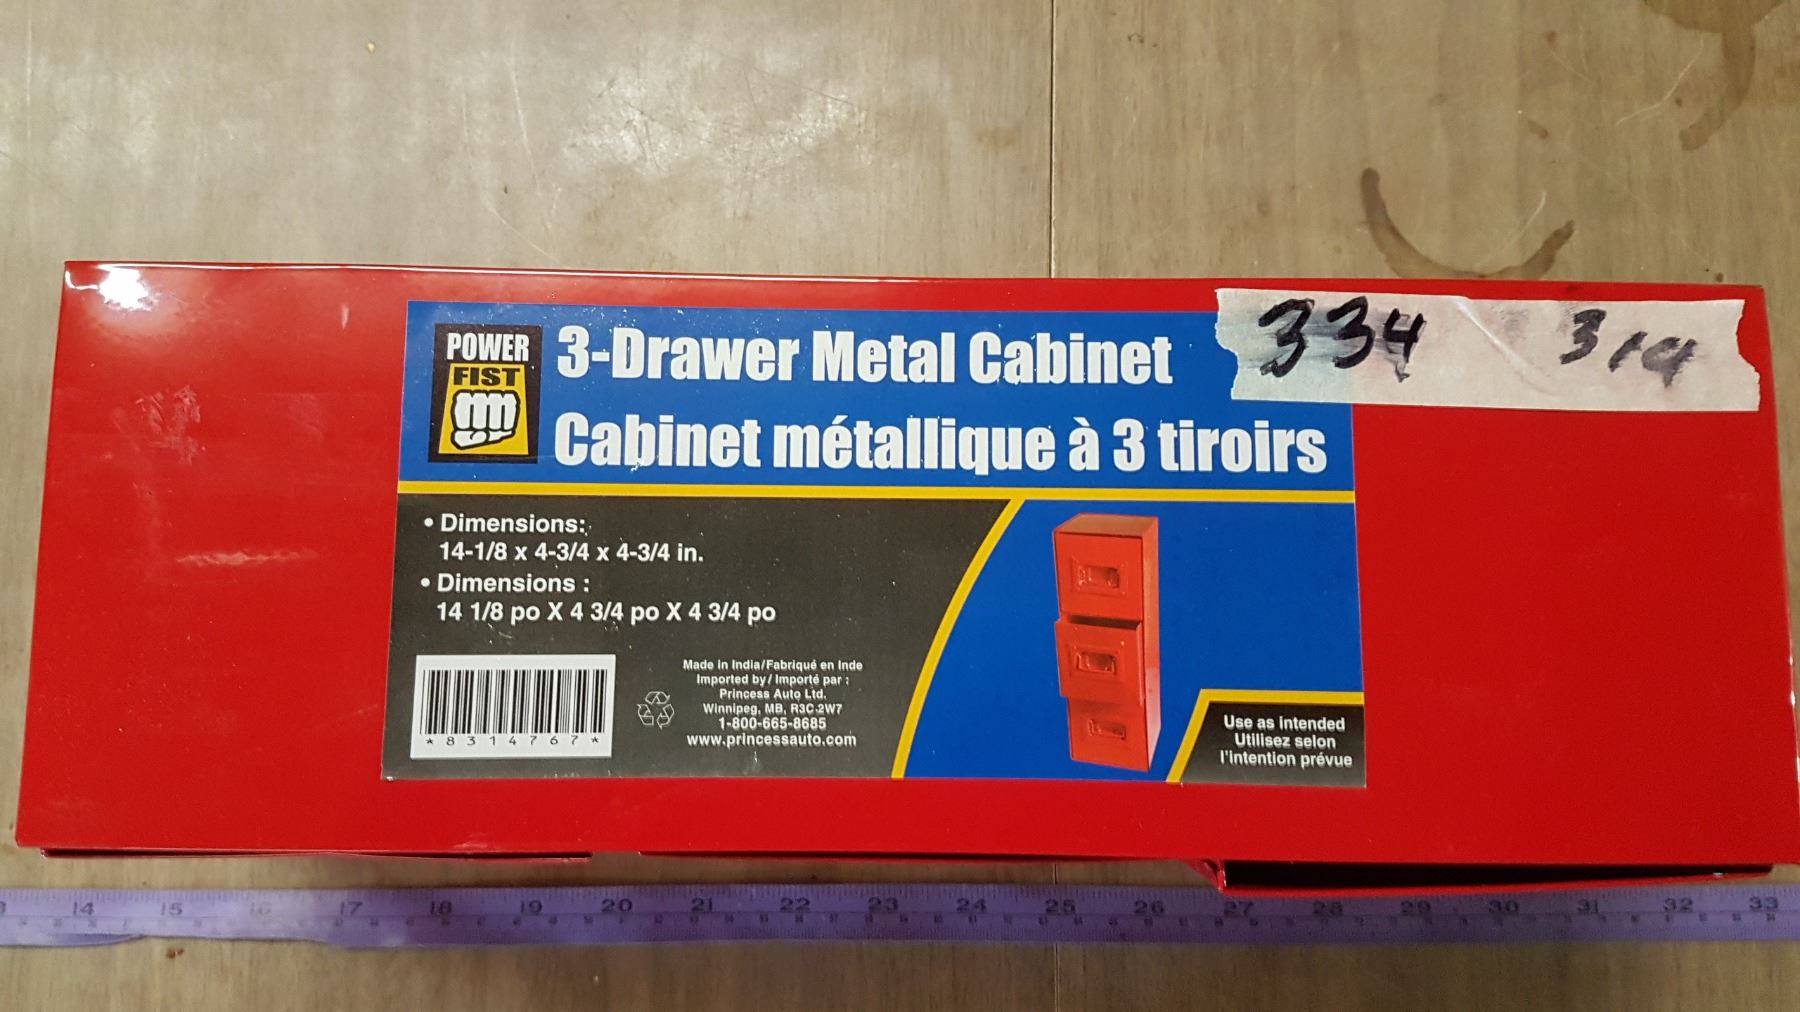 334 314
POWER
FIST
3-Drawer Metal Cabinet
Cabinet métallique à 3 tiroirs
• Dimensions:
14-1/8 x 4-3/4 x 4-3/4 in.
• Dimensions :
14 1/8 po X 4 3/4 po X 4 3/4 po
*8314767*
Made in India/Fabriqué en Inde
Imported by/ Importé par :
Princess Auto Ltd.
Winnipeg, MB, R3C 2W7
1-800-665-8685
www.princessauto.com
Use as intended
Utilisez selon
l'intention prévue
14 15 16 17 18 19 20 21 22 23 24 25 26 27 28 29 30 31 32 33